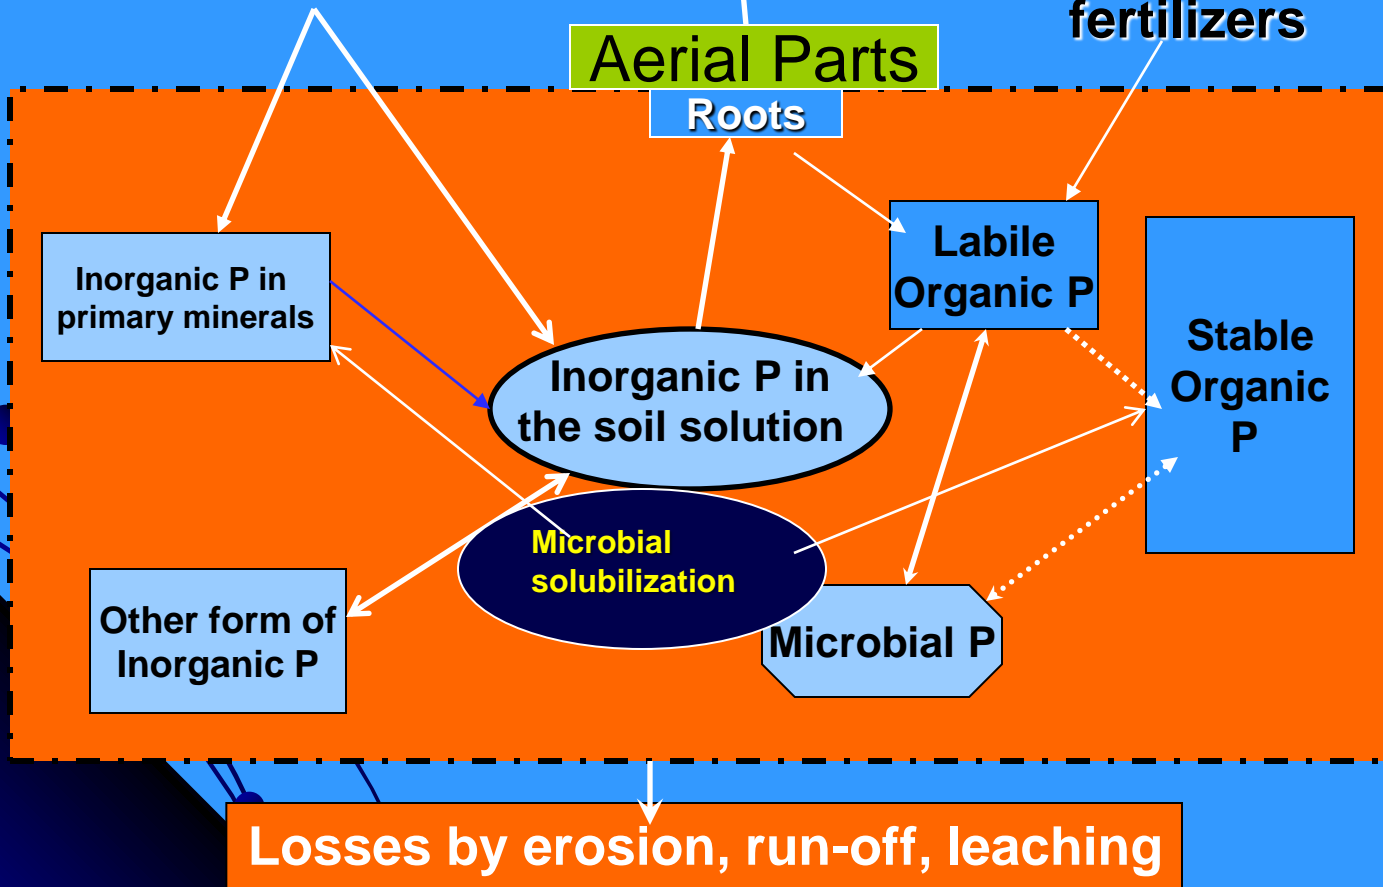 fertilizers
Aerial Parts
Roots
Labile
Organic P
Inorganic P in
primary minerals
Stable
Organic
P
Inorganic P in
the soil solution
Microbial
solubilization
Other form of
Inorganic P
Microbial P
Losses by erosion, run-off, leaching